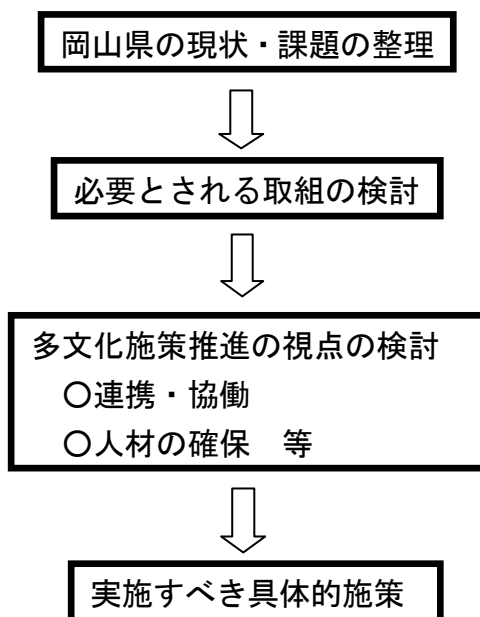 岡山県の現状・課題の整理
必要とされる取組の検討
多文化施策推進の視点の検討
○連携・協働
○人材の確保　等
実施すべき具体的施策